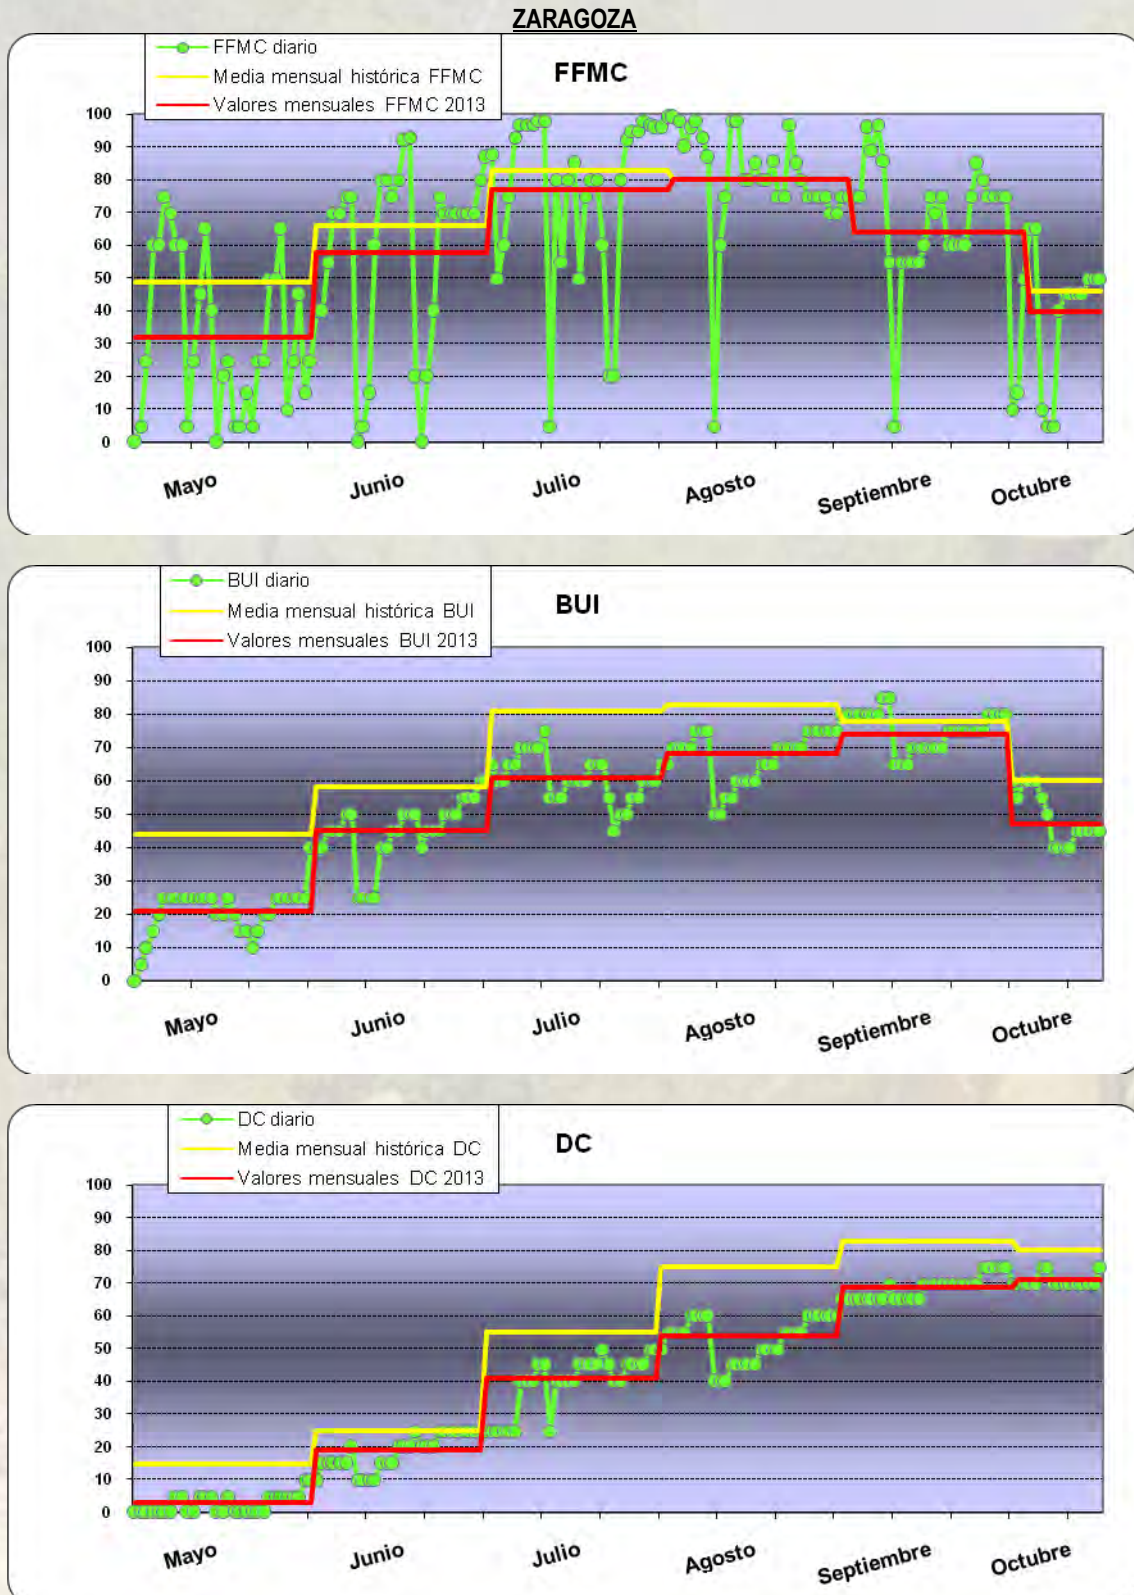 ZARAGOZA
FFMC diario
Media mensual histórica FFMC
Valores mensuales FFMC 2013
FFMC
100
90
80
70
60
50
40
30
20
10
0
Mayo
Junio
Julio
Agosto
Septiembre
Octubre
BUI diario
Media mensual histórica BUI
Valores mensuales BUI 2013
BUI
100
90
80
70
60
50
40
30
20
10
0
Mayo
Junio
Julio
Agosto
Septiembre
Octubre
DC diario
Media mensual histórica DC
Valores mensuales DC 2013
DC
100
90
80
70
60
50
40
30
20
10
0
Mayo
Junio
Julio
Agosto
Septiembre
Octubre